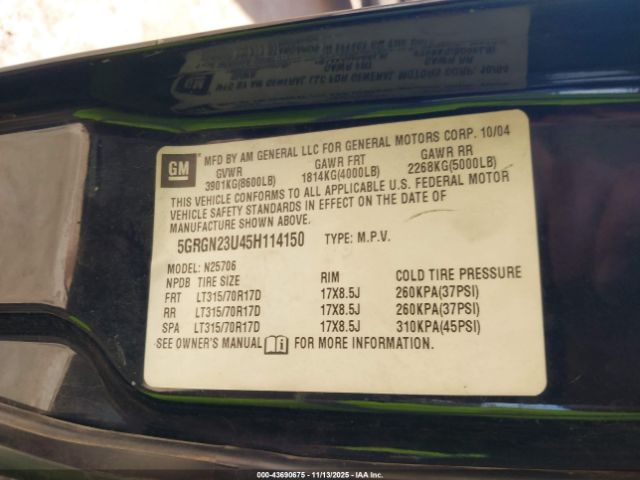 GM
MFD BY AM GENERAL LLC FOR GENERAL MOTORS CORP. 10/04
GVWR GAWR FRT GAWR RR
3901KG(8600LB) 1814KG(4000LB) 2268KG(5000LB)
THIS VEHICLE CONFORMS TO ALL APPLICABLE U.S. FEDERAL MOTOR
VEHICLE SAFETY STANDARDS IN EFFECT ON THE DATE OF
MANUFACTURE SHOWN ABOVE.
5GRGN23U45H114150 TYPE: M.P.V.
MODEL: N25706
NPDB TIRE SIZE RIM COLD TIRE PRESSURE
FRT LT315/70R17D 17X8.5J 260KPA(37PSI)
RR LT315/70R17D 17X8.5J 260KPA(37PSI)
SPA LT315/70R17D 17X8.5J 310KPA(45PSI)
SEE OWNER'S MANUAL FOR MORE INFORMATION.
000-43690675 - 11/13/2025 - IAA Inc.